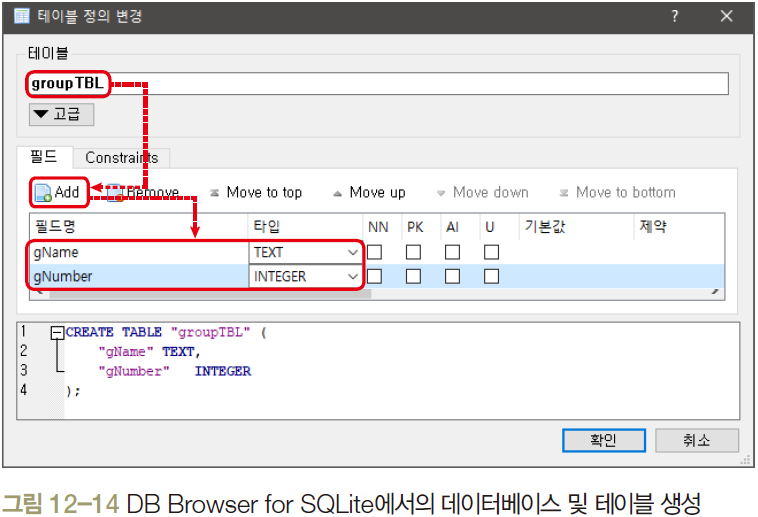 테이블 정의 변경 ? ×
테이블
groupTBL
▼ 고급
필드 Constraints
Add Remove Move to top Move up Move down Move to bottom
필드명 타입 NN PK AI U 기본값 제약
gName TEXT
gNumber INTEGER
1 CREATE TABLE "groupTBL" (
2 "gName" TEXT,
3 "gNumber" INTEGER
4 );
확인 취소
그림 12-14 DB Browser for SQLite에서의 데이터베이스 및 테이블 생성